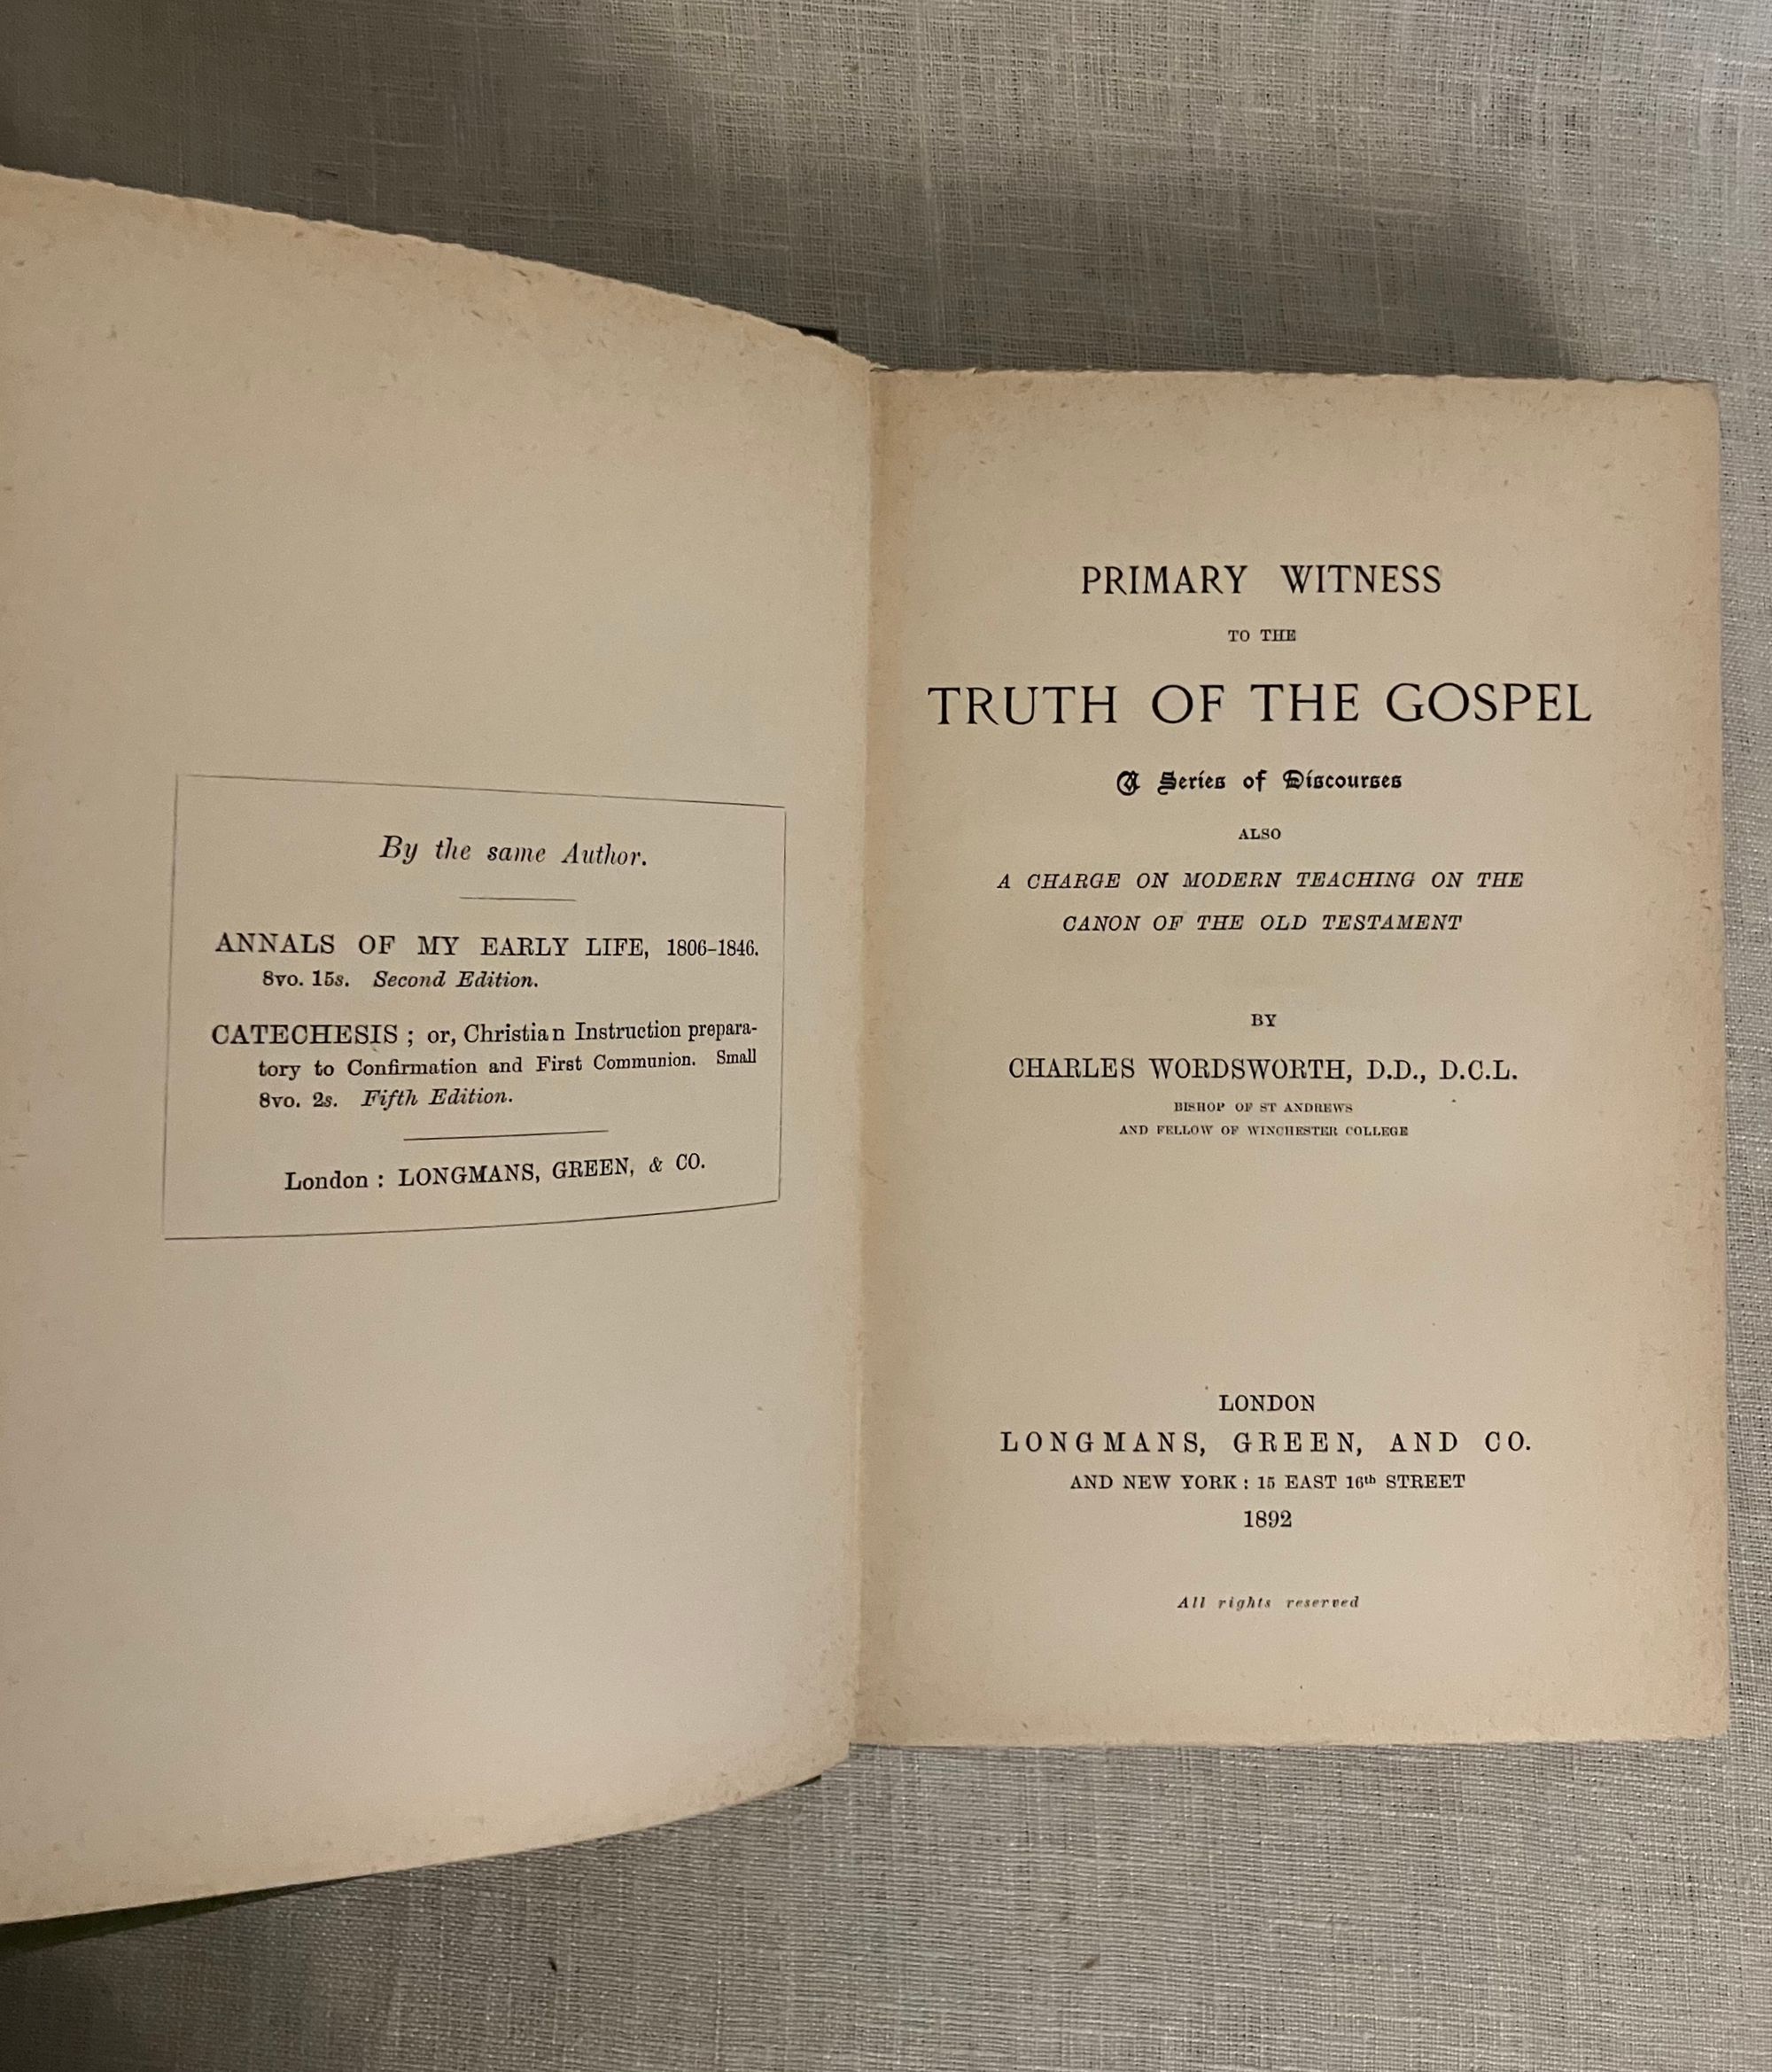 By the same Author.
ANNALS OF MY EARLY LIFE, 1806–1846.
8vo. 15s. Second Edition.
CATECHESIS ; or, Christian Instruction prepara-
tory to Confirmation and First Communion. Small
8vo. 2s. Fifth Edition.
London : LONGMANS, GREEN, & CO.
PRIMARY WITNESS
TO THE
TRUTH OF THE GOSPEL
A Series of Discourses
ALSO
A CHARGE ON MODERN TEACHING ON THE
CANON OF THE OLD TESTAMENT
BY
CHARLES WORDSWORTH, D.D., D.C.L.
BISHOP OF ST ANDREWS
AND FELLOW OF WINCHESTER COLLEGE
LONDON
LONGMANS, GREEN, AND CO.
AND NEW YORK : 15 EAST 16th STREET
1892
All rights reserved